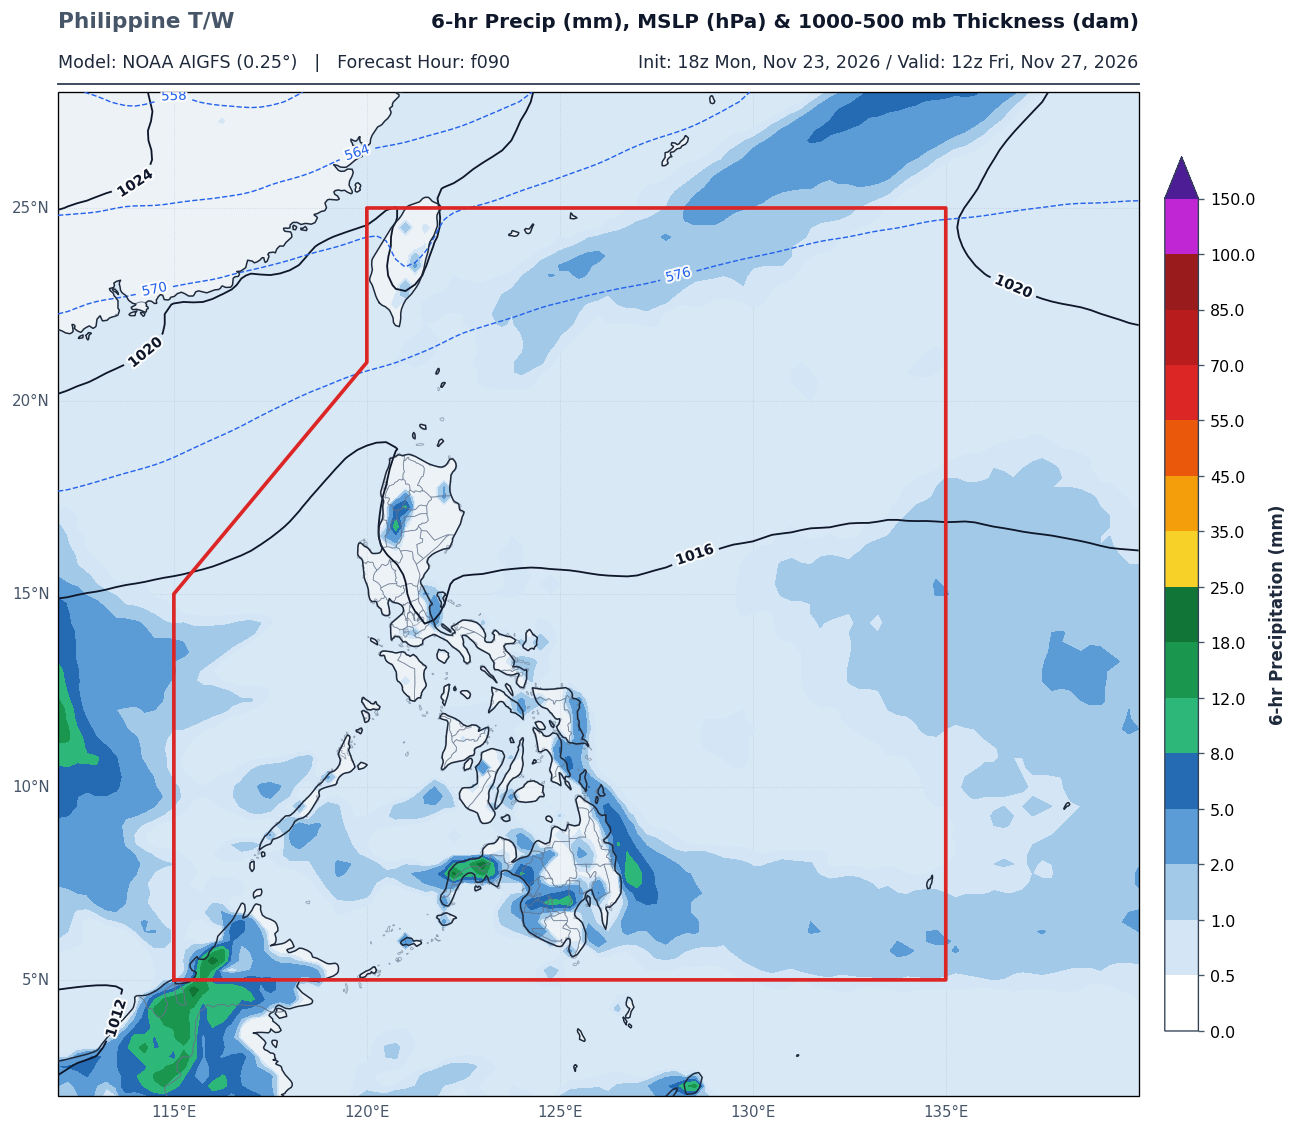 Philippine T/W
6-hr Precip (mm), MSLP (hPa) & 1000-500 mb Thickness (dam)
Model: NOAA AIGFS (0.25°) | Forecast Hour: f090
Init: 18z Mon, Nov 23, 2026 / Valid: 12z Fri, Nov 27, 2026
558
564
1024
570
576
1020
1020
1016
1012
25°N
20°N
15°N
10°N
5°N
115°E
120°E
125°E
130°E
135°E
150.0
100.0
85.0
70.0
55.0
45.0
35.0
25.0
18.0
12.0
8.0
5.0
2.0
1.0
0.5
0.0
6-hr Precipitation (mm)